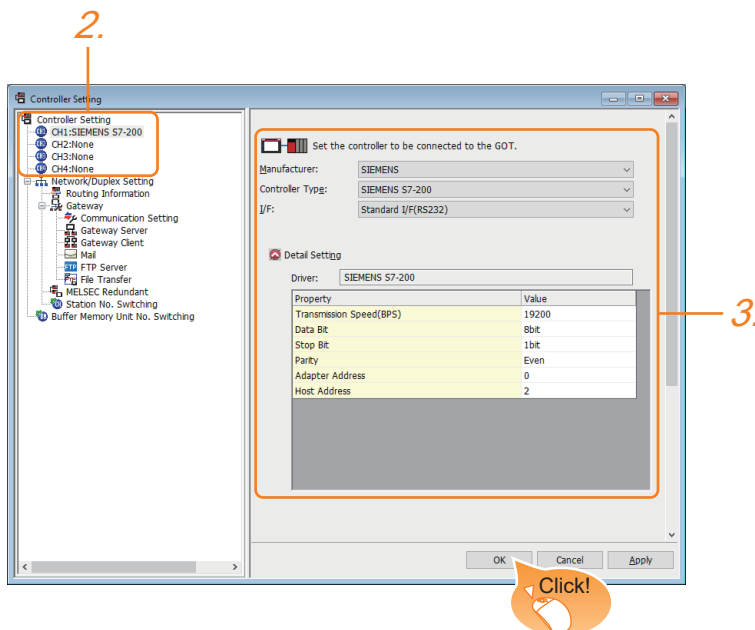 2.
Controller Setting
Controller Setting
CH1:SIEMENS S7-200
CH2:None
CH3:None
CH4:None
Network/Duplex Setting
Routing Information
Gateway
Communication Setting
Gateway Server
Gateway Client
Mail
FTP FTP Server
File Transfer
MELSEC Redundant
Station No. Switching
Buffer Memory Unit No. Switching
Set the controller to be connected to the GOT.
Manufacturer: SIEMENS
Controller Type: SIEMENS S7-200
I/F: Standard I/F(RS232)
Detail Setting
Driver: SIEMENS S7-200
Property Value
Transmission Speed(BPS) 19200
Data Bit 8bit
Stop Bit 1bit
Parity Even
Adapter Address 0
Host Address 2
3.
OK Cancel Apply
Click!